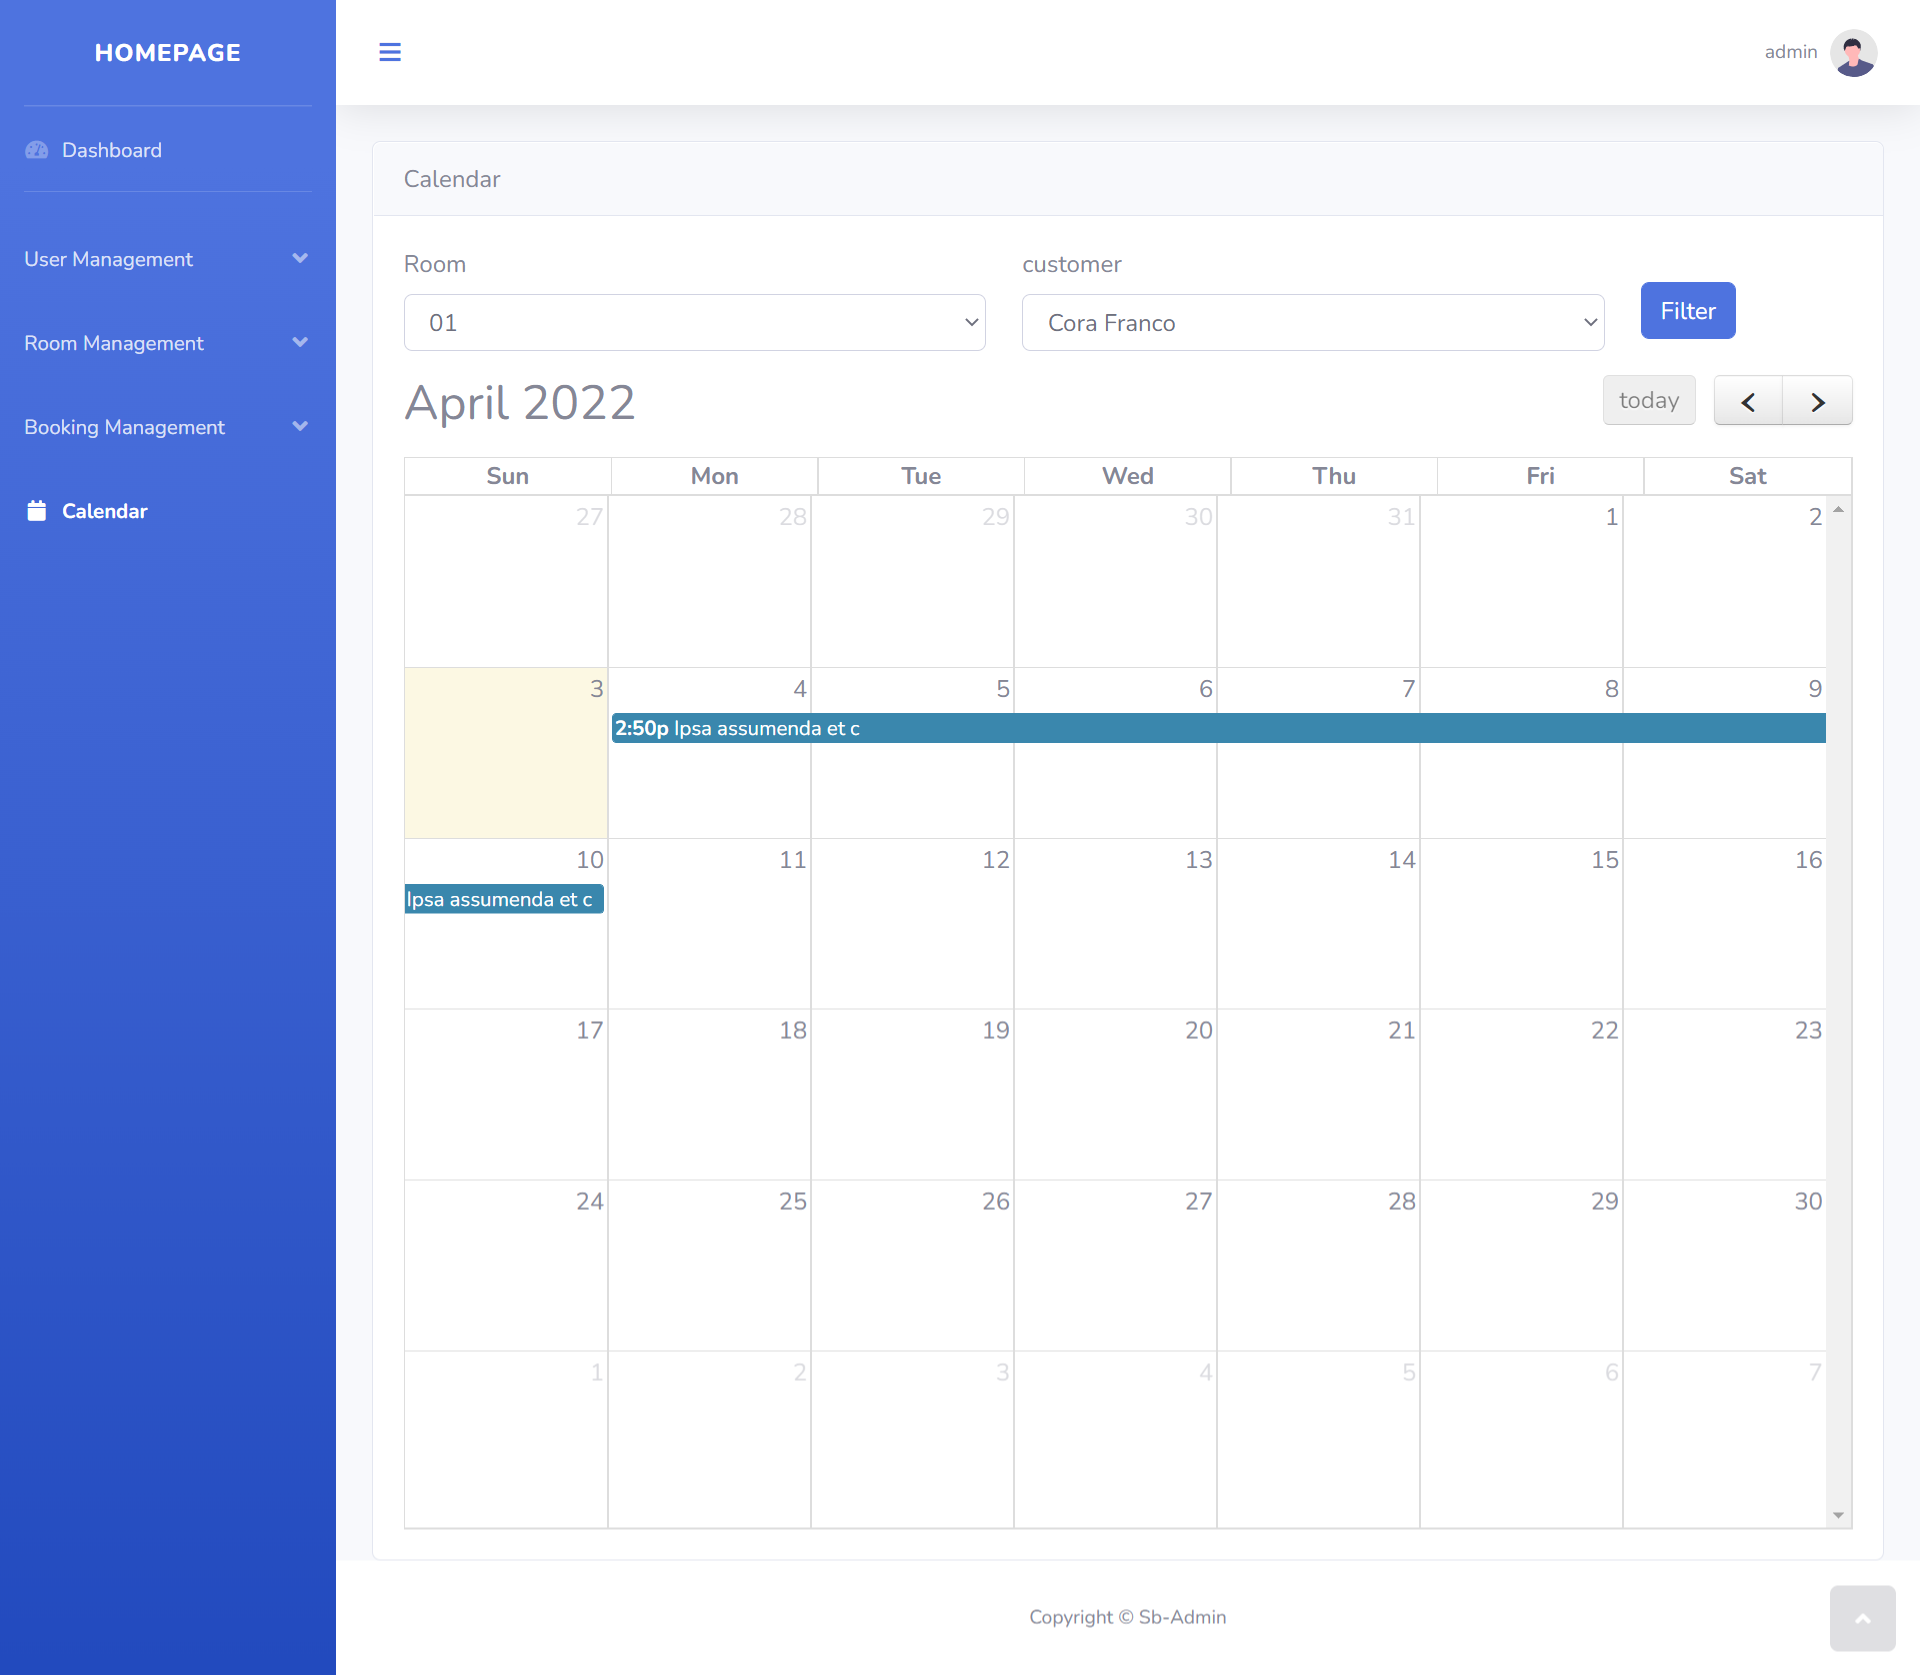 HOMEPAGE
admin
Dashboard
User Management
Room Management
Booking Management
Calendar
Calendar
Room
customer
01
Cora Franco
Filter
April 2022
today
Sun Mon Tue Wed Thu Fri Sat
27 28 29 30 31 1 2
3 4 5 6 7 8 9
2:50p Ipsa assumenda et c
10 11 12 13 14 15 16
Ipsa assumenda et c
17 18 19 20 21 22 23
24 25 26 27 28 29 30
1 2 3 4 5 6 7
Copyright © Sb-Admin